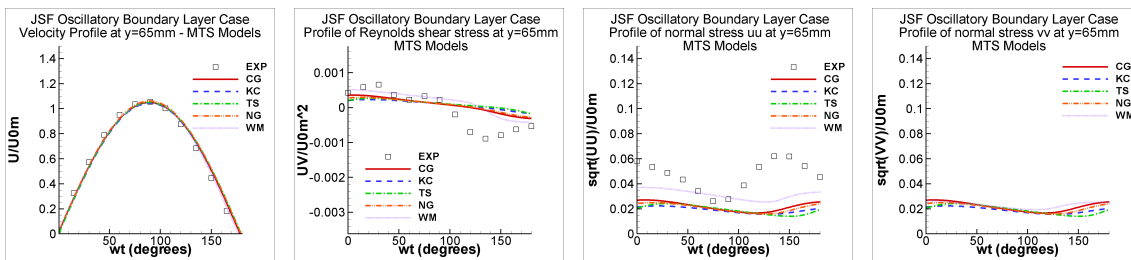 JSF Oscillatory Boundary Layer Case
Velocity Profile at y=65mm - MTS Models
U/U0m
1.4
1.2
1
0.8
0.6
0.4
0.2
0
0
50
100
150
wt (degrees)
EXP
CG
KC
TS
NG
WM
JSF Oscillatory Boundary Layer Case
Profile of Reynolds shear stress at y=65mm
MTS Models
UV/U0m^2
0.001
0
-0.001
-0.002
-0.003
0
50
100
150
wt (degrees)
EXP
CG
KC
TS
NG
WM
JSF Oscillatory Boundary Layer Case
Profile of normal stress uu at y=65mm
MTS Models
sqrt(UU)/U0m
0.14
0.12
0.1
0.08
0.06
0.04
0.02
0
0
50
100
150
wt (degrees)
EXP
CG
KC
TS
NG
WM
JSF Oscillatory Boundary Layer Case
Profile of normal stress vv at y=65mm
MTS Models
sqrt(VV)/U0m
0.14
0.12
0.1
0.08
0.06
0.04
0.02
0
0
50
100
150
wt (degrees)
EXP
CG
KC
TS
NG
WM